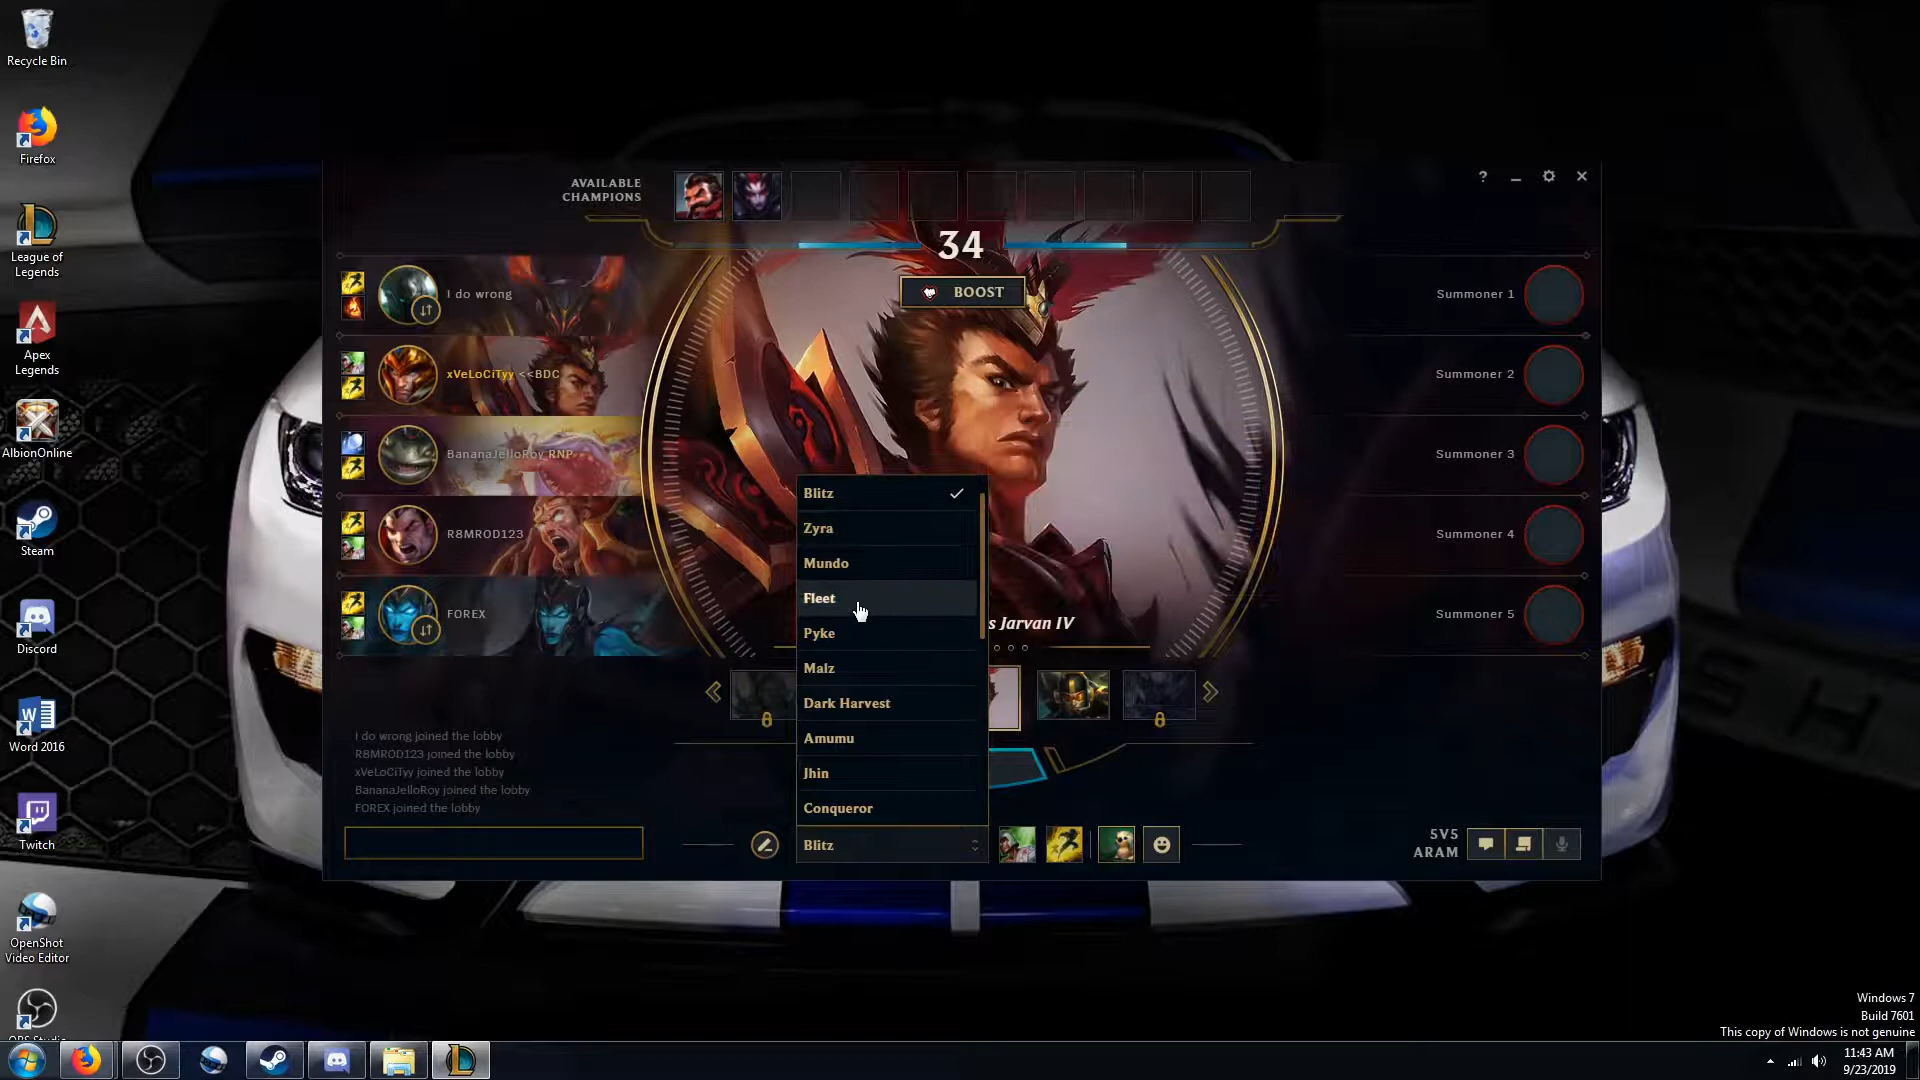 Recycle Bin
Firefox
League of
Legends
Apex
Legends
AlbionOnline
Steam
Discord
Word 2016
Twitch
OpenShot
Video Editor
AVAILABLE
CHAMPIONS
?
34
BOOST
I do wrong
xVeLoCiTyy <<BDC
BananaJelloRoy RNP
R8MROD123
FOREX
Summoner 1
Summoner 2
Summoner 3
Summoner 4
Summoner 5
s Jarvan IV
Blitz
Zyra
Mundo
Fleet
Pyke
Malz
Dark Harvest
Amumu
Jhin
Conqueror
Blitz
I do wrong joined the lobby
R8MROD123 joined the lobby
xVeLoCiTyy joined the lobby
BananaJelloRoy joined the lobby
FOREX joined the lobby
5V5
ARAM
Windows 7
Build 7601
This copy of Windows is not genuine
11:43 AM
9/23/2019